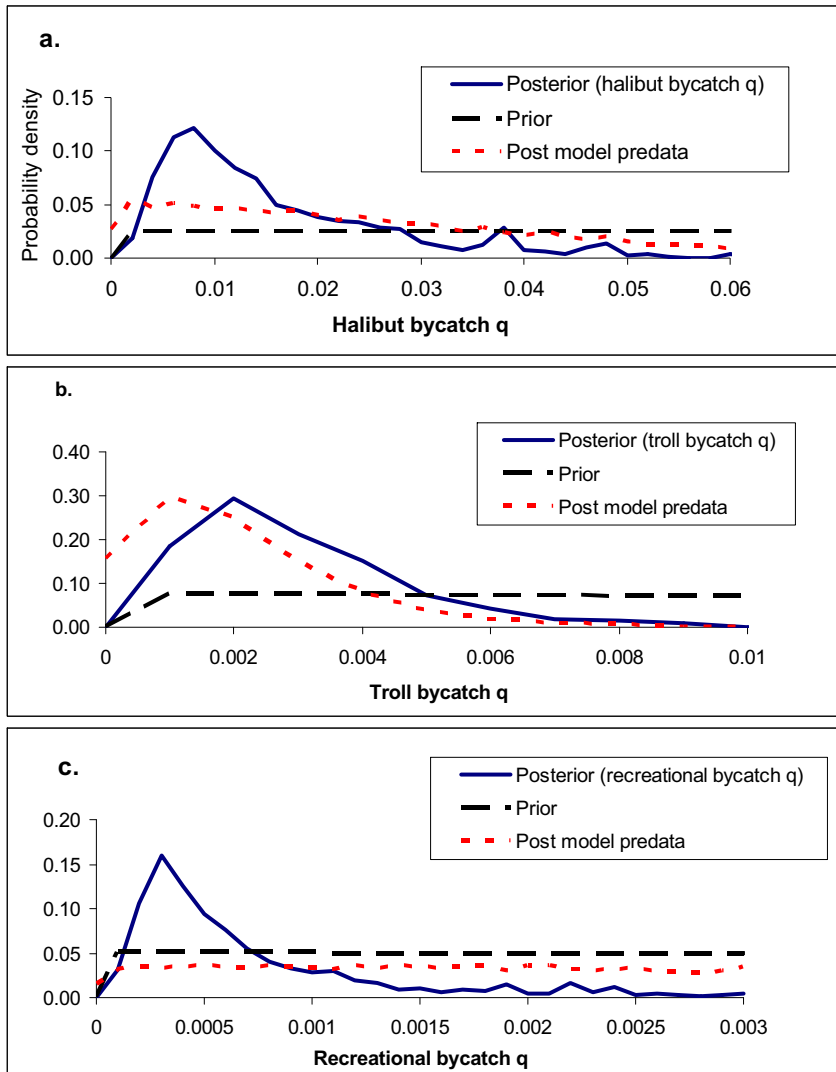 a.
Posterior (halibut bycatch q)
Prior
Post model predata
Probability density
0.15
0.10
0.05
0.00
0 0.01 0.02 0.03 0.04 0.05 0.06
Halibut bycatch q
b.
Posterior (troll bycatch q)
Prior
Post model predata
0.40
0.30
0.20
0.10
0.00
0 0.002 0.004 0.006 0.008 0.01
Troll bycatch q
c.
Posterior (recreational bycatch q)
Prior
Post model predata
0.20
0.15
0.10
0.05
0.00
0 0.0005 0.001 0.0015 0.002 0.0025 0.003
Recreational bycatch q